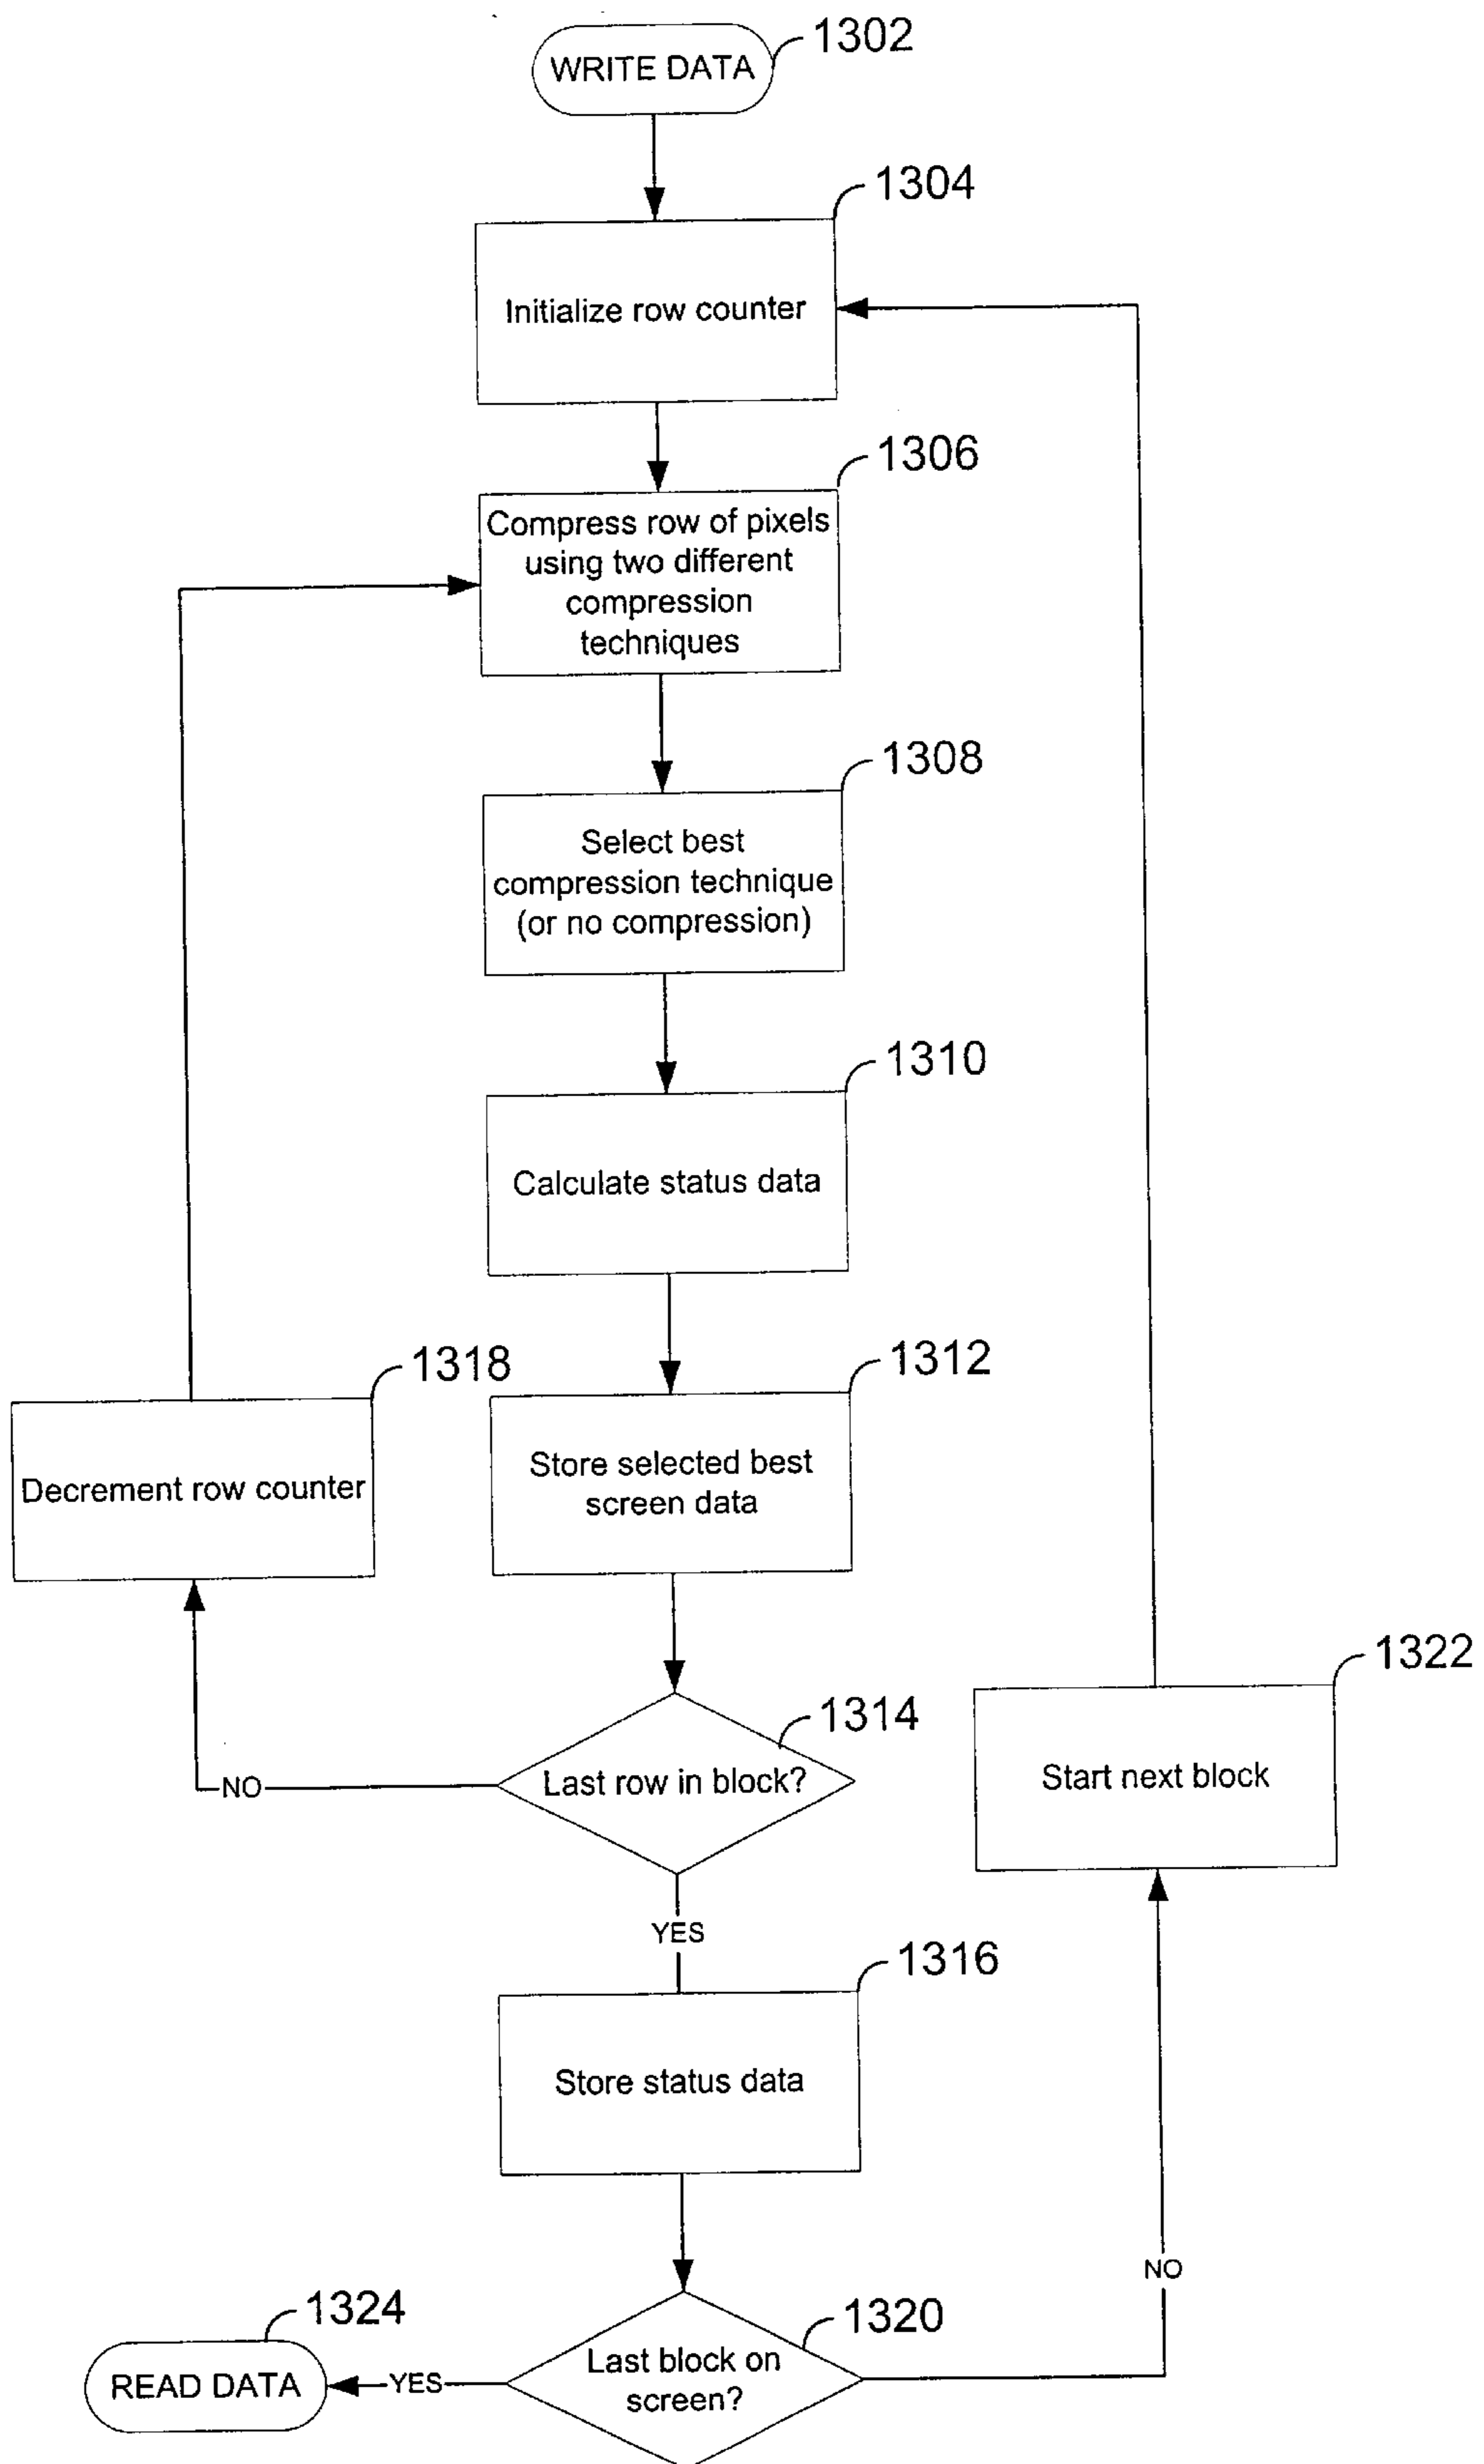 1302
WRITE DATA
1304
Initialize row counter
1306
Compress row of pixels
using two different
compression
techniques
1308
Select best
compression technique
(or no compression)
1310
Calculate status data
1318
1312
Decrement row counter
Store selected best
screen data
1322
1314
Last row in block?
NO
Start next block
YES
1316
Store status data
NO
1324
1320
READ DATA
YES
Last block on
screen?